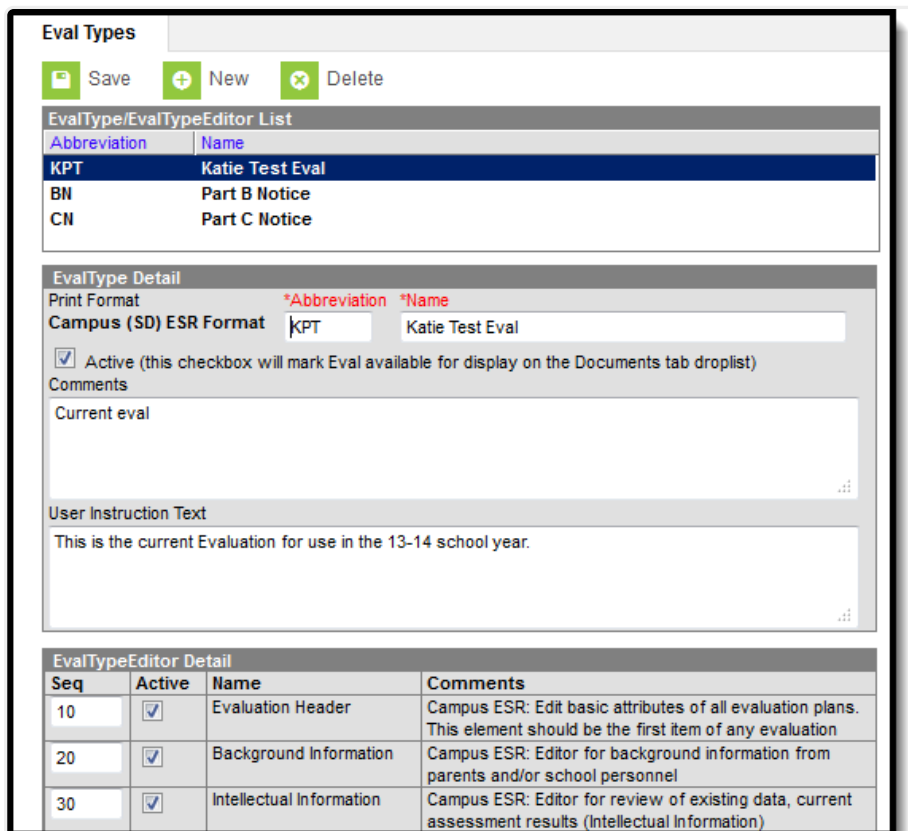 Eval Types
Save New Delete
EvalType/EvalTypeEditor List
Abbreviation Name
KPT Katie Test Eval
BN Part B Notice
CN Part C Notice
EvalType Detail
Print Format *Abbreviation *Name
Campus (SD) ESR Format KPT Katie Test Eval
Active (this checkbox will mark Eval available for display on the Documents tab droplist)
Comments
Current eval
User Instruction Text
This is the current Evaluation for use in the 13-14 school year.
EvalTypeEditor Detail
Seq Active Name Comments
10 Evaluation Header Campus ESR: Edit basic attributes of all evaluation plans.
This element should be the first item of any evaluation
20 Background Information Campus ESR: Editor for background information from
parents and/or school personnel
30 Intellectual Information Campus ESR: Editor for review of existing data, current
assessment results (Intellectual Information)